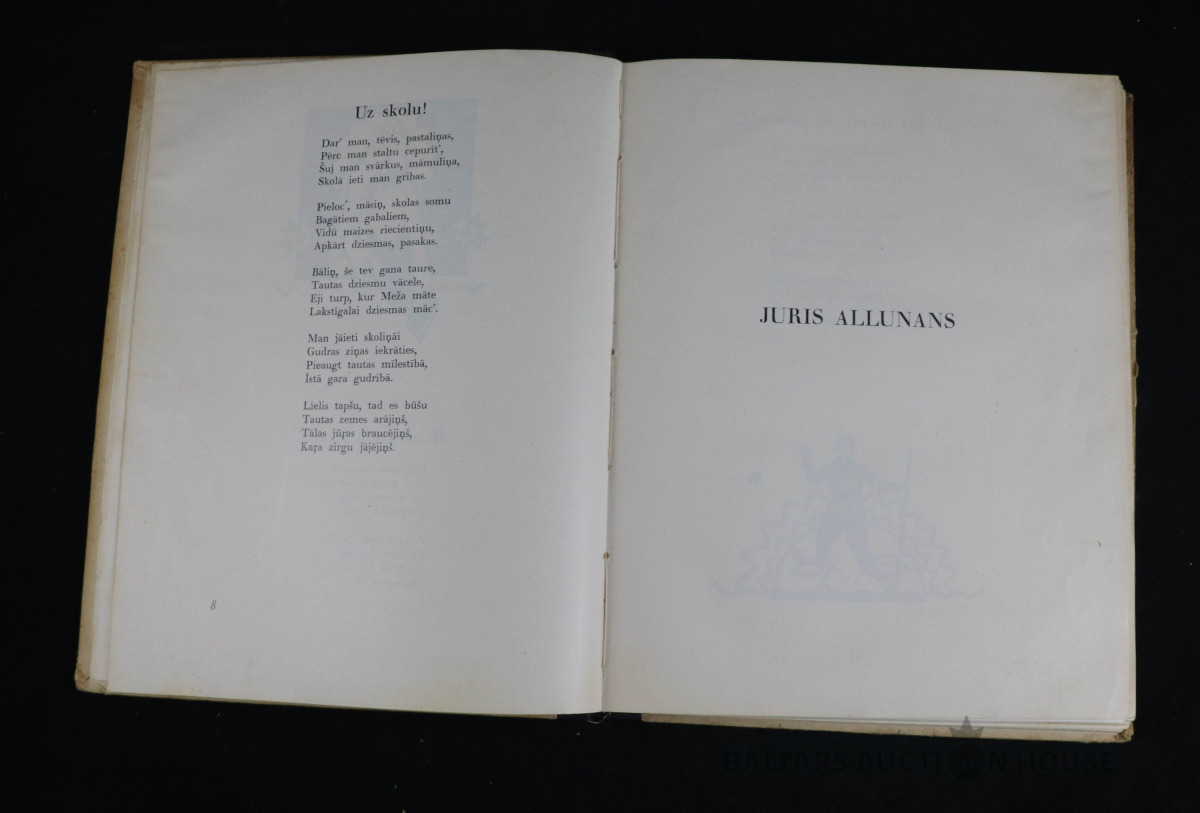 Uz skolu!
Dar' man, tēvis, pastaliņas,
Pērc man staltu cepurīt',
Šuj man svārkus, māmuliņa,
Skolā ieti man gribas.
Pieloc', māsiņ, skolas somu
Bagātiem gabaliem,
Vidū maizes riecientiņu,
Apkārt dziesmas, pasakas.
Bāliņ, še tev gana taure,
Tautas dziesmu vācele,
Eji turp, kur Meža māte
Lakstīgalai dziesmas māc'.
Man jāieti skoliņāi
Gudras ziņas iekrāties,
Pieaugt tautas mīlestībā,
Īstā gara gudrībā.
Lielis tapšu, tad es būšu
Tautas zemes arājiņš,
Tālas jūŗas braucējiņš,
Kaŗa zirgu jājējiņš.
8
JURIS ALLUNANS
BALTARS AUCTION HOUSE